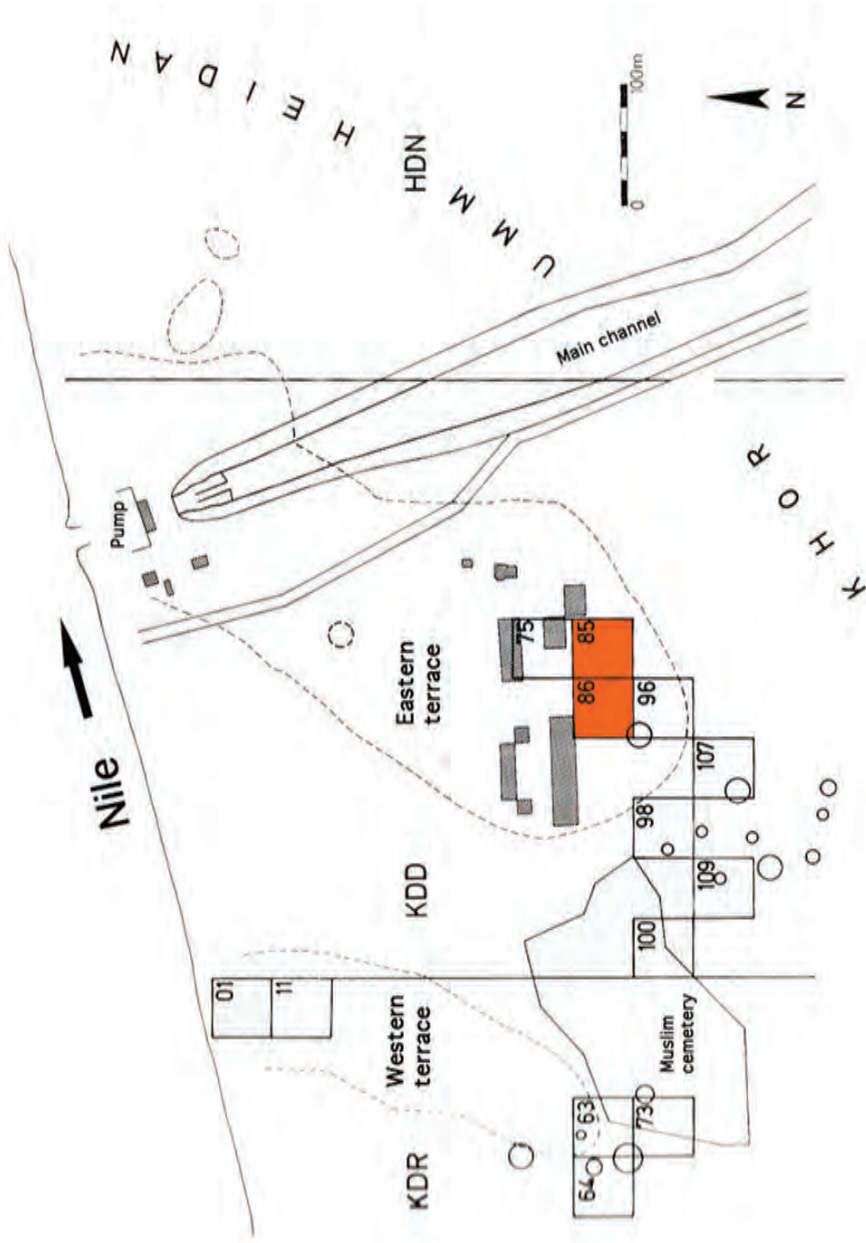 Nile
Pump
UMM HEIDAN
HDN
0 100m
N
Main channel
KHOR
Eastern
terrace
75
86 85
96
107
98
109
100
KDD
01
11
Western
terrace
KDR
Muslim
cemetery
64 63
73